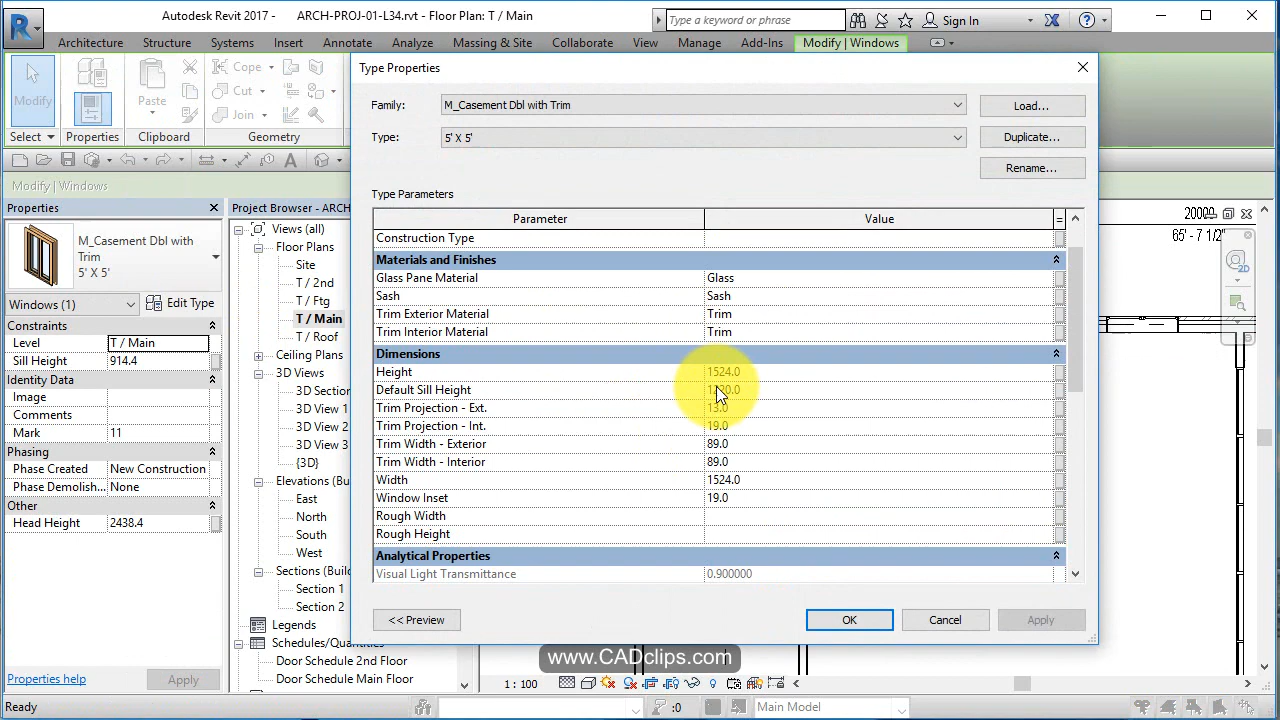 Autodesk Revit 2017 - ARCH-PROJ-01-L34.rvt - Floor Plan: T / Main
Type a keyword or phrase
Sign In
Architecture Structure Systems Insert Annotate Analyze Massing & Site Collaborate View Manage Add-Ins Modify | Windows
Modify
Paste
Cope
Cut
Join
Select Properties Clipboard Geometry
Modify | Windows
Properties
M_Casement Dbl with
Trim
5' X 5'
Windows (1)
Edit Type
Constraints
Level T / Main
Sill Height 914.4
Identity Data
Image
Comments
Mark 11
Phasing
Phase Created New Construction
Phase Demolish... None
Other
Head Height 2438.4
Properties help
Apply
Project Browser - ARCH
Views (all)
Floor Plans
Site
T / 2nd
T / Ftg
T / Main
T / Roof
Ceiling Plans
3D Views
3D Section
3D View 1
3D View 2
3D View 3
{3D}
Elevations (Bui
East
North
South
West
Sections (Build
Section 1
Section 2
Legends
Schedules/Quantities
Door Schedule 2nd Floor
Door Schedule Main Floor
Type Properties
Family: M_Casement Dbl with Trim
Load...
Type: 5' X 5'
Duplicate...
Rename...
Type Parameters
Parameter Value =
Construction Type
Materials and Finishes
Glass Pane Material Glass
Sash Sash
Trim Exterior Material Trim
Trim Interior Material Trim
Dimensions
Height 1524.0
Default Sill Height
Trim Projection - Ext. 13.0
Trim Projection - Int. 19.0
Trim Width - Exterior 89.0
Trim Width - Interior 89.0
Width 1524.0
Window Inset 19.0
Rough Width
Rough Height
Analytical Properties
Visual Light Transmittance 0.900000
<< Preview
OK
Cancel
Apply
65' - 7 1/2"
2D
www.CADclips.com
1 : 100
Ready
:0
Main Model